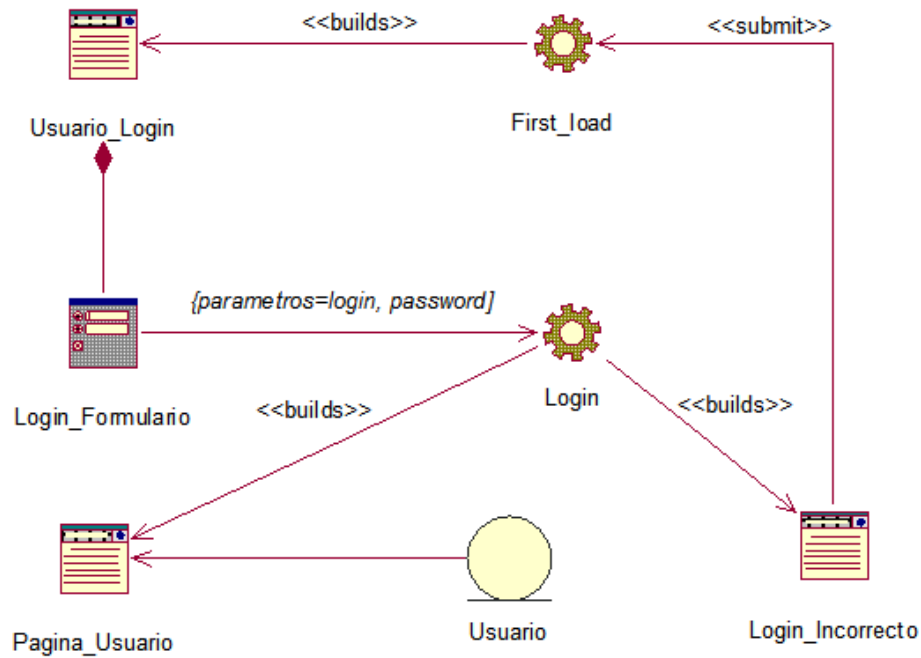 <<builds>>
<<submit>>
Usuario_Login
First_load
{parametros=login, password]
Login_Formulario
Login
<<builds>>
<<builds>>
Pagina_Usuario
Usuario
Login_Incorrecto